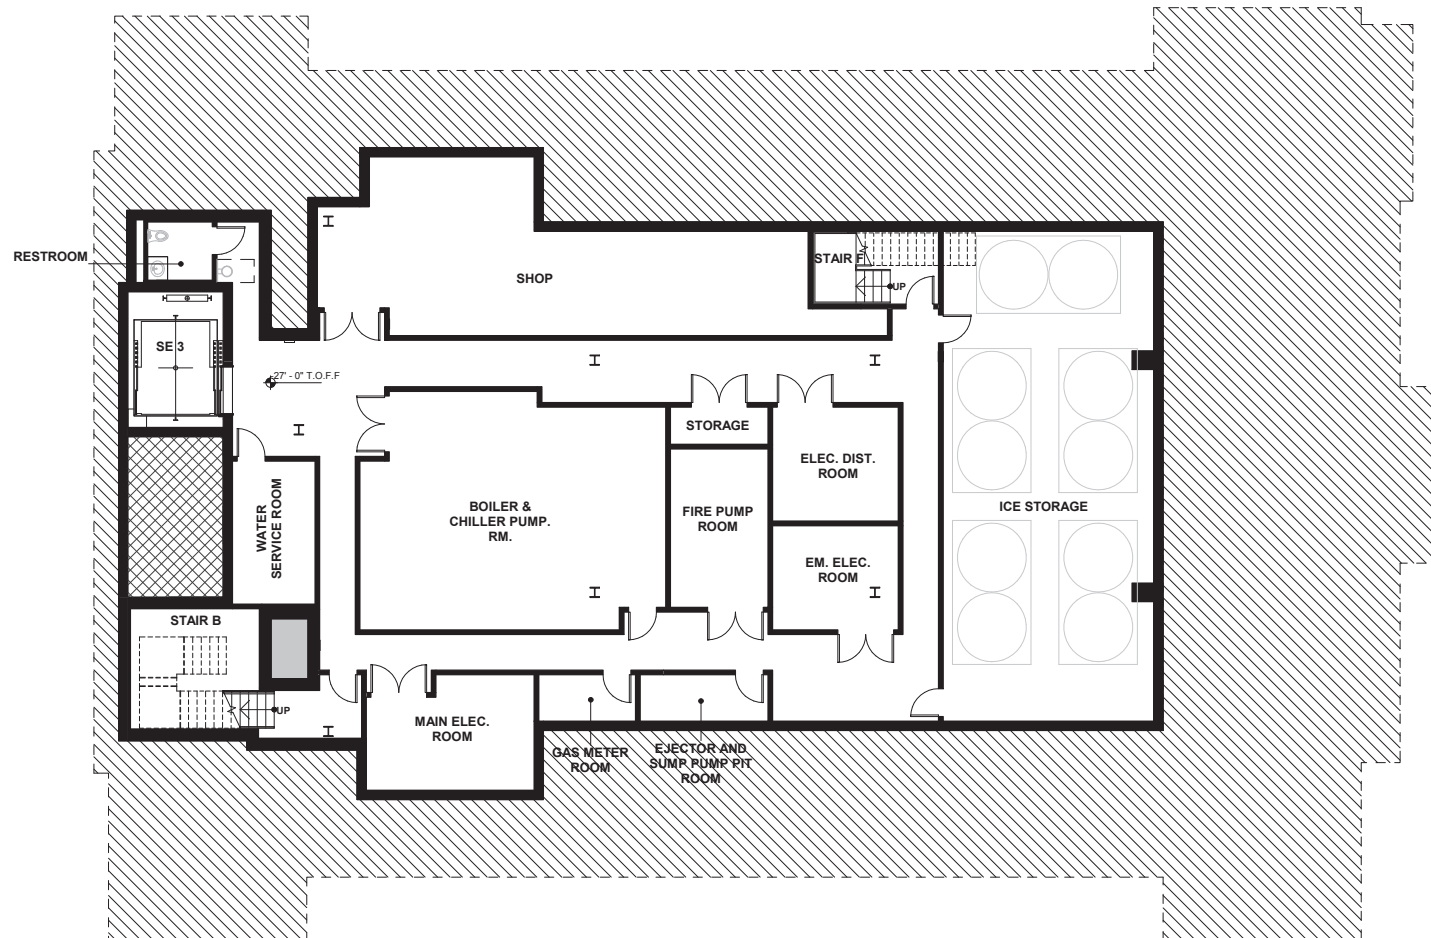 RESTROOM
SHOP
STAIR F
UP
SE 3
27' - 0" T.O.F.F
STORAGE
ELEC. DIST.
ROOM
BOILER &
CHILLER PUMP.
RM.
FIRE PUMP
ROOM
ICE STORAGE
WATER
SERVICE ROOM
EM. ELEC.
ROOM
STAIR B
UP
MAIN ELEC.
ROOM
GAS METER
ROOM
EJECTOR AND
SUMP PUMP PIT
ROOM